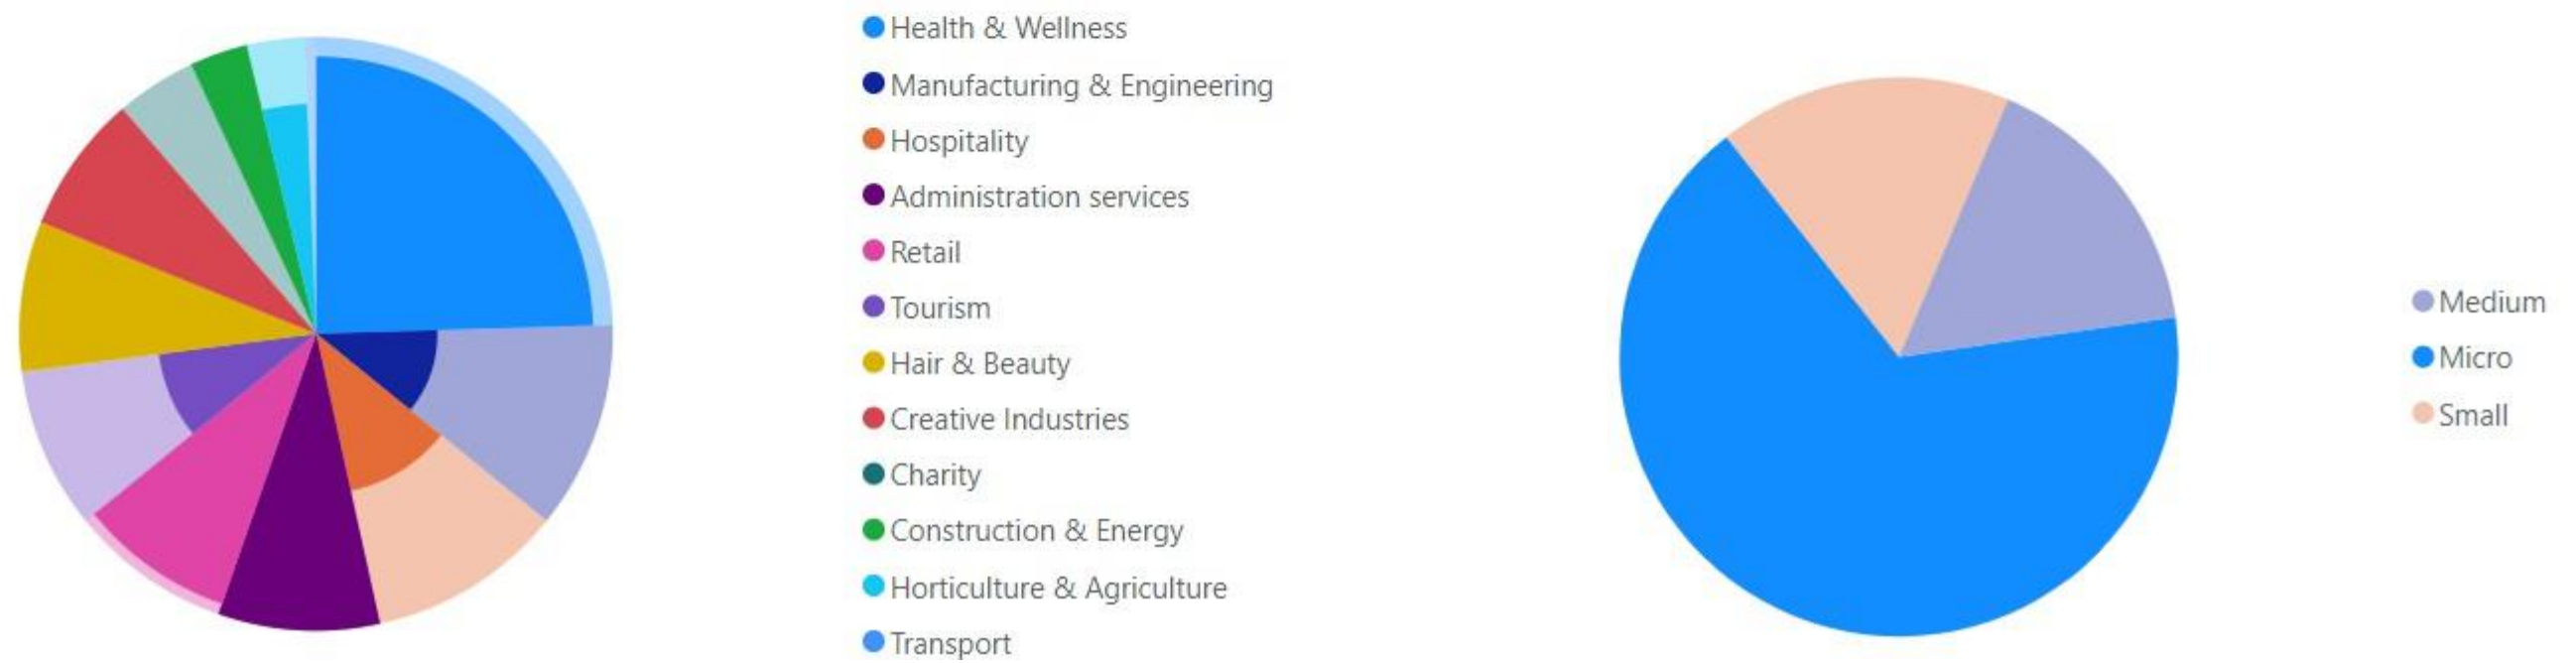 Health & Wellness
Manufacturing & Engineering
Hospitality
Administration services
Retail
Tourism
Hair & Beauty
Creative Industries
Charity
Construction & Energy
Horticulture & Agriculture
Transport
Medium
Micro
Small